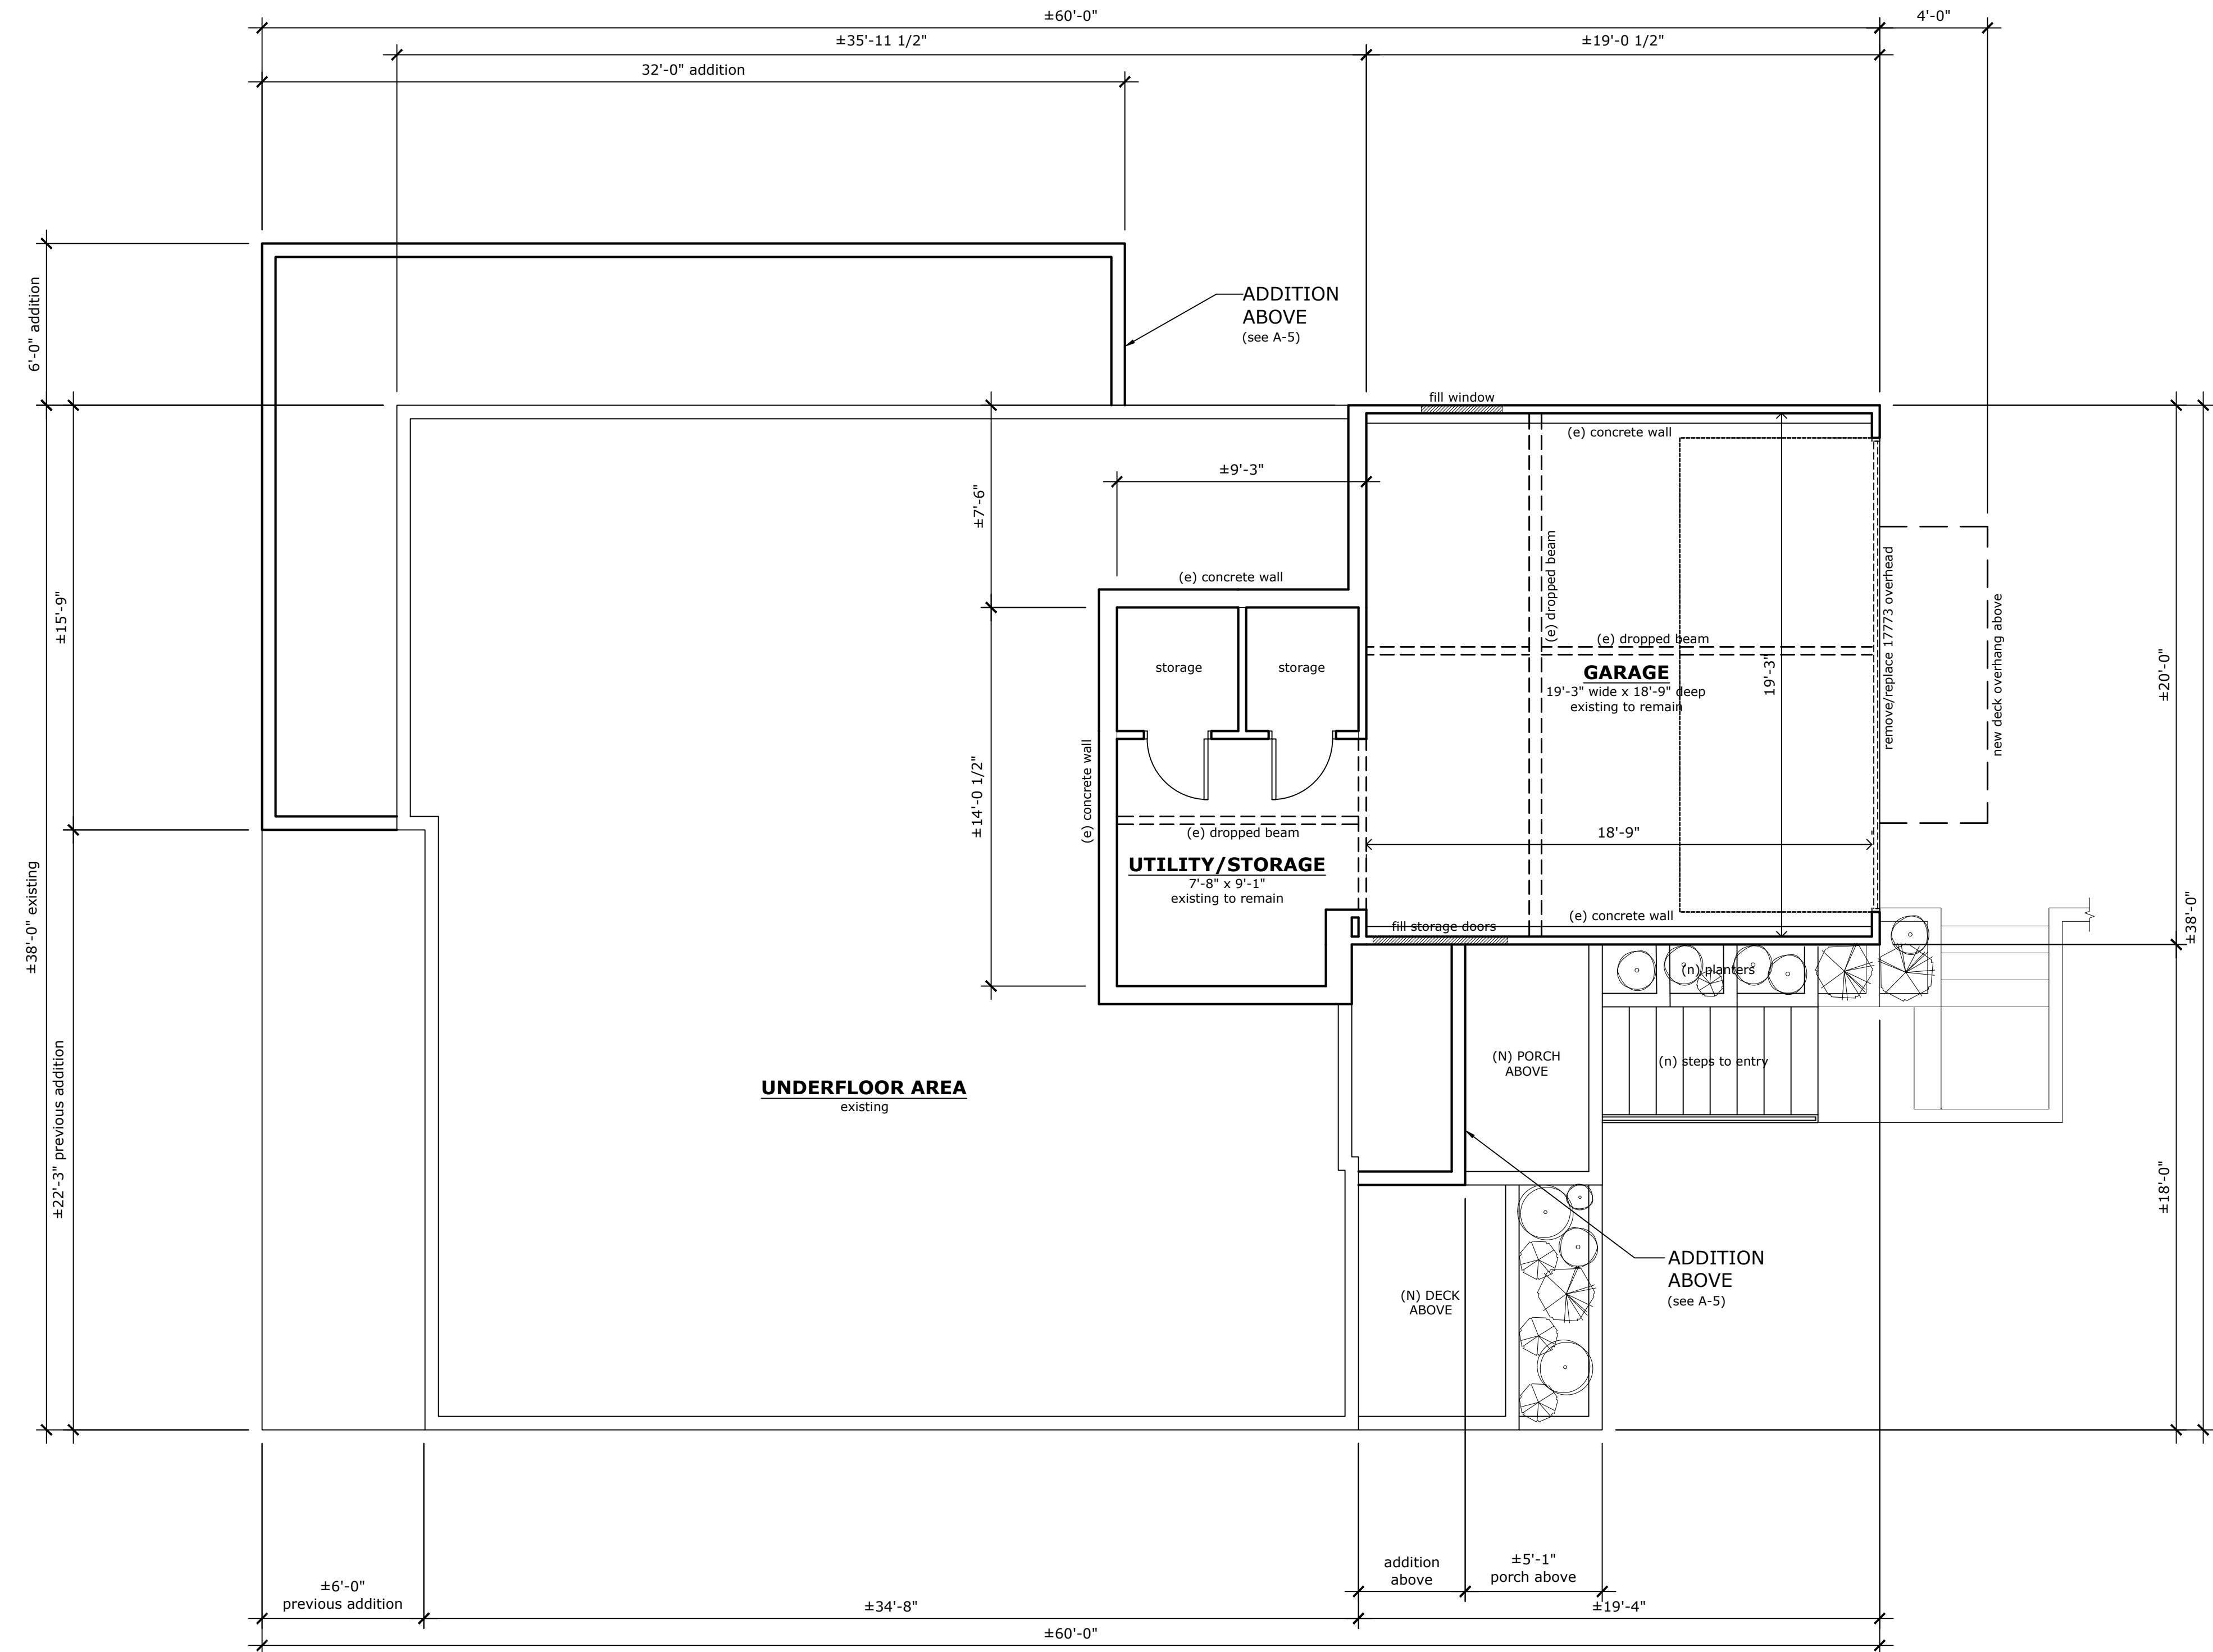 ±60'-0"
4'-0"
±35'-11 1/2"
±19'-0 1/2"
32'-0" addition
6'-0" addition
ADDITION
ABOVE
(see A-5)
fill window
(e) concrete wall
±9'-3"
±7'-6"
(e) dropped beam
remove/replace 17773 overhead
(e) concrete wall
±15'-9"
new deck overhang above
(e) dropped beam
storage
storage
GARAGE
19'-3" wide x 18'-9" deep
existing to remain
19'-3"
±20'-0"
(e) concrete wall
±14'-0 1/2"
(e) dropped beam
18'-9"
UTILITY/STORAGE
7'-8" x 9'-1"
existing to remain
±38'-0" existing
±38'-0"
(e) concrete wall
fill storage doors
(n) planters
(N) PORCH
ABOVE
(n) steps to entry
UNDERFLOOR AREA
existing
±22'-3" previous addition
±18'-0"
ADDITION
ABOVE
(see A-5)
(N) DECK
ABOVE
addition
above
±5'-1"
porch above
±6'-0"
previous addition
±34'-8"
±19'-4"
±60'-0"